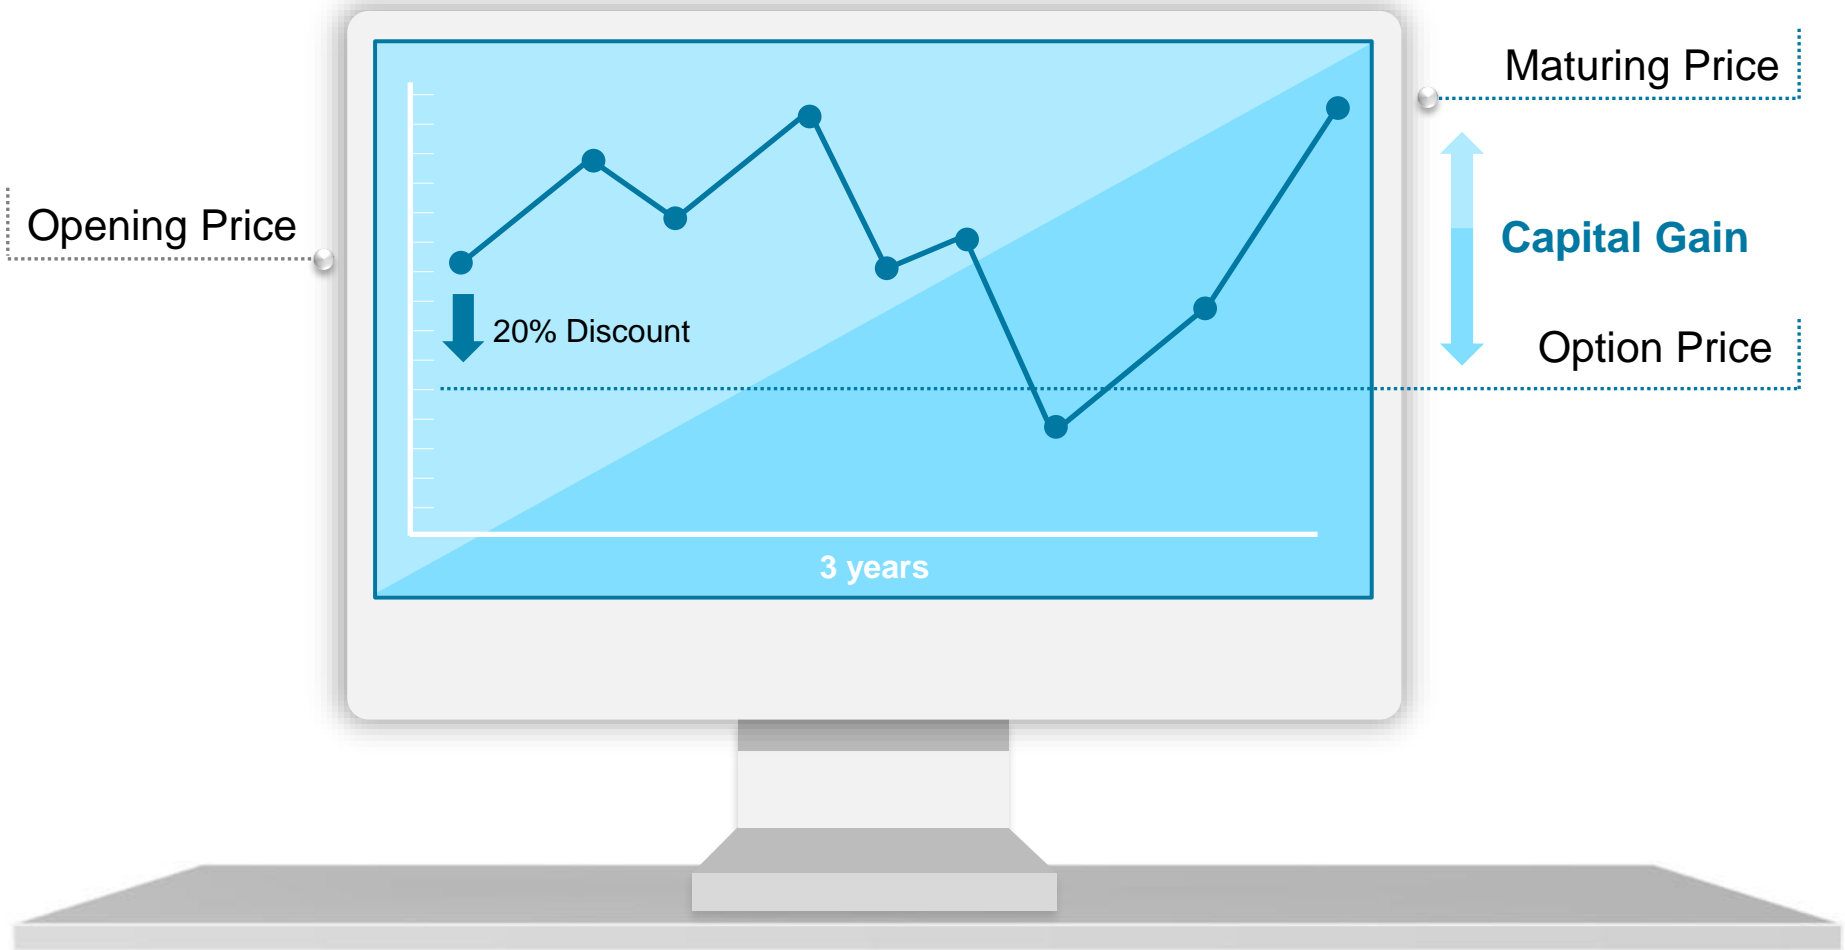 Maturing Price
Opening Price
Capital Gain
20% Discount
Option Price
3 years